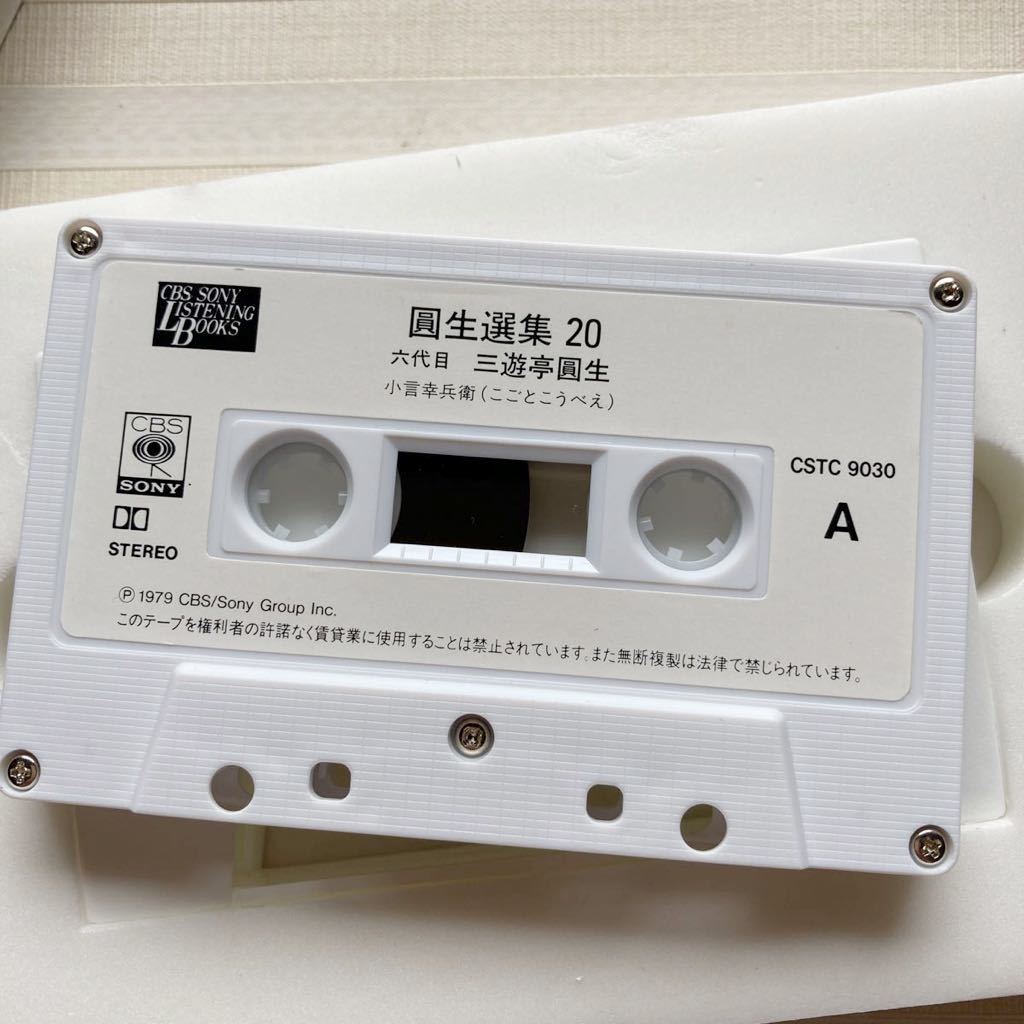 CBS SONY
LISTENING
BOOKS
圓生選集 20
六代目 三遊亭圓生
小言幸兵衛(こごとこうべえ)
CBS
SONY
STEREO
CSTC 9030
A
Ⓟ 1979 CBS/Sony Group Inc.
このテープを権利者の許諾なく賃貸業に使用することは禁止されています。また無断複製は法律で禁じられています。